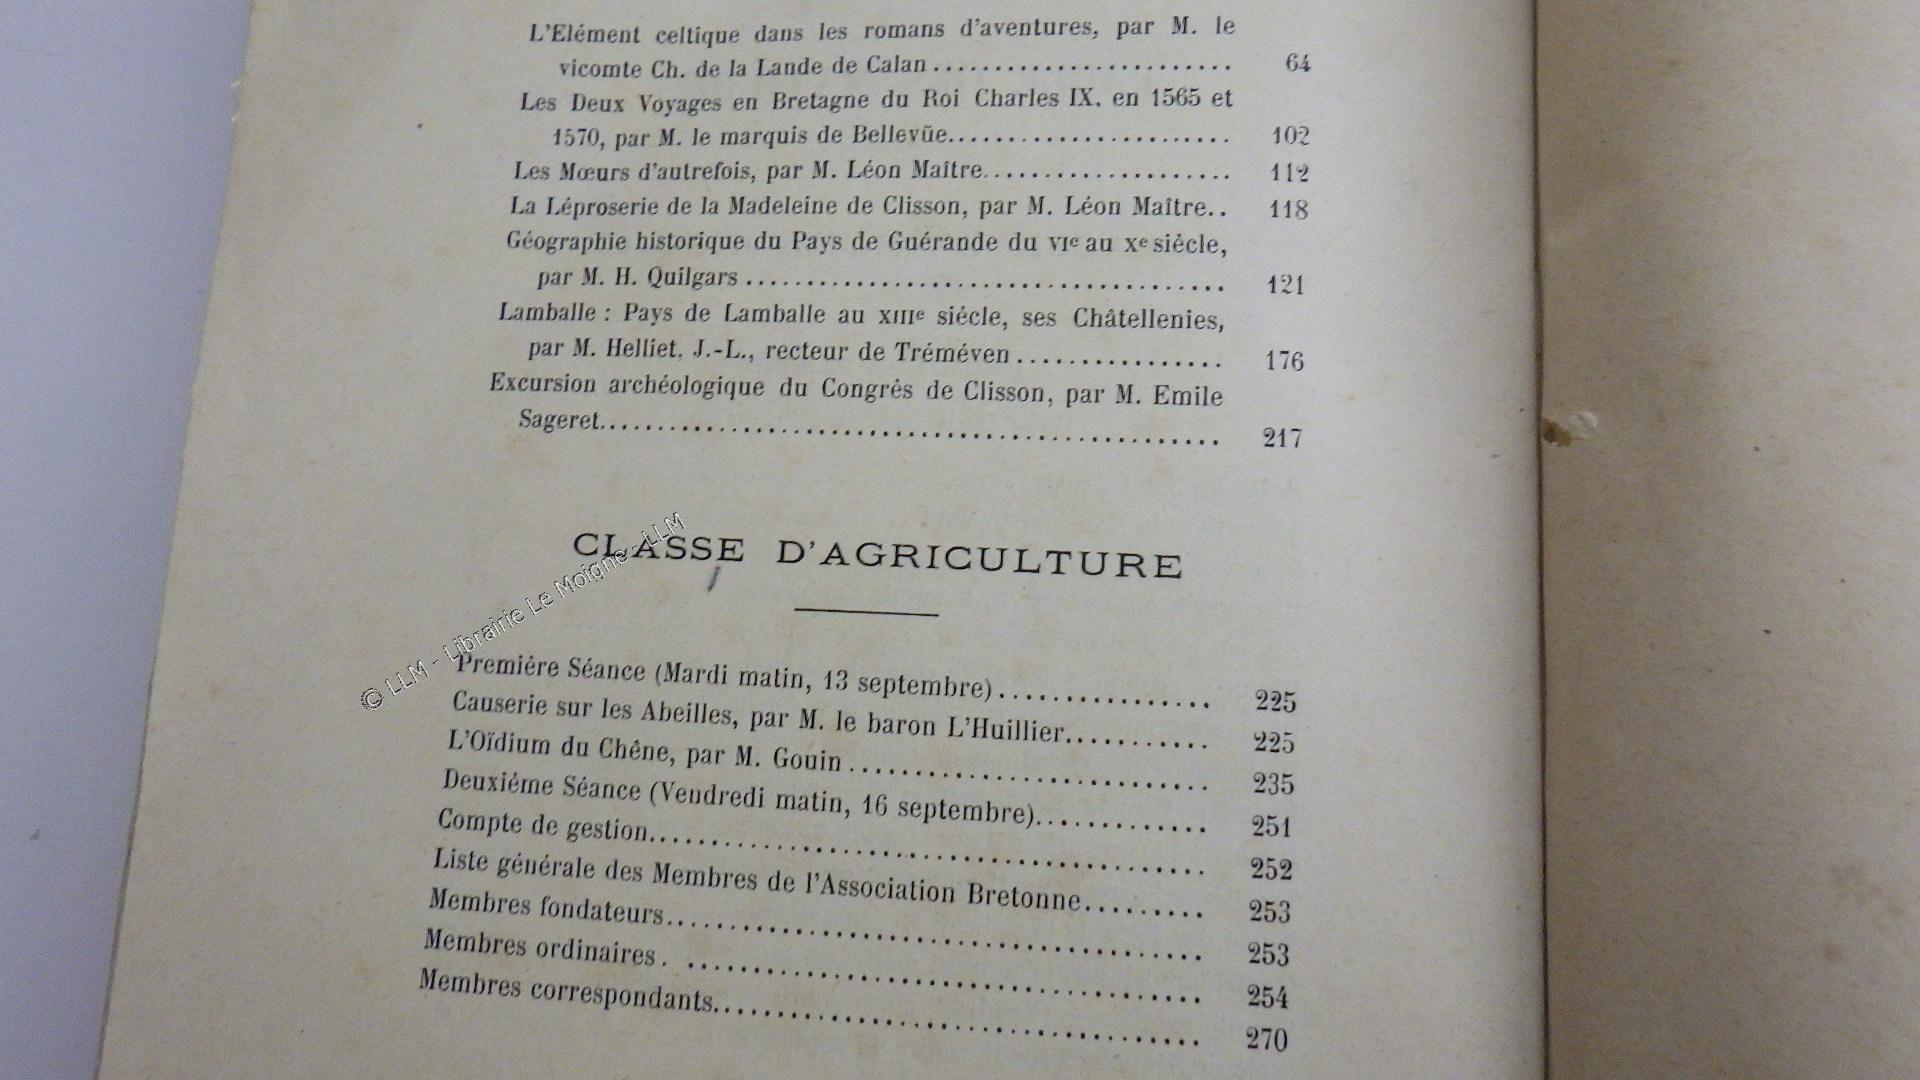 L'Elément celtique dans les romans d'aventures, par M. le
vicomte Ch. de la Lande de Calan........................ 64
Les Deux Voyages en Bretagne du Roi Charles IX. en 1565 et
1570, par M. le marquis de Bellevüe....................... 102
Les Mœurs d'autrefois, par M. Léon Maître.................... 112
La Léproserie de la Madeleine de Clisson, par M. Léon Maître.. 118
Géographie historique du Pays de Guérande du VIe au Xe siècle,
par M. H. Quilgars ....................................... 121
Lamballe : Pays de Lamballe au XIIIe siècle, ses Châtellenies,
par M. Helliet, J.-L., recteur de Tréméven ................. 176
Excursion archéologique du Congrès de Clisson, par M. Emile
Sageret.................................................. 217
CLASSE D'AGRICULTURE
Première Séance (Mardi matin, 13 septembre)................ 225
Causerie sur les Abeilles, par M. le baron L'Huillier........... 225
L'Oïdium du Chêne, par M. Gouin ............................ 235
Deuxième Séance (Vendredi matin, 16 septembre)............. 251
Compte de gestion........................................... 252
Liste générale des Membres de l'Association Bretonne......... 253
Membres fondateurs......................................... 253
Membres ordinaires. ........................................ 254
Membres correspondants..................................... 270
© LLM - Librairie Le Moigne - LLM